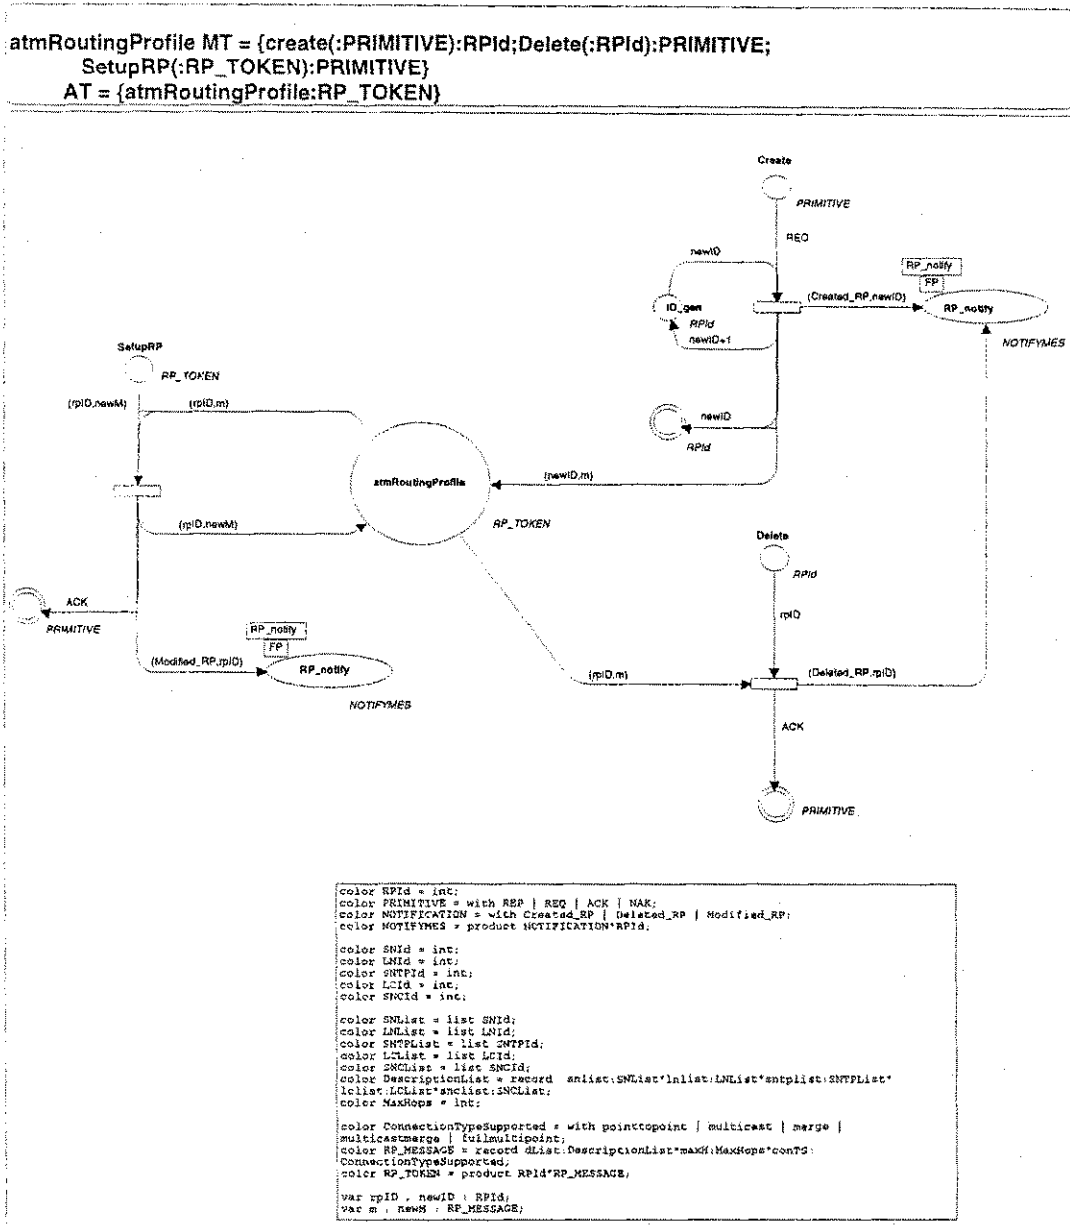 atmRoutingProfile MT = {create(:PRIMITIVE):RPId;Delete(:RPId):PRIMITIVE;
SetupRP(:RP_TOKEN):PRIMITIVE}
AT = {atmRoutingProfile:RP_TOKEN}
Create
PRIMITIVE
REQ
newID
RP_notify
FP
(Created_RP,newID)
ID_gen
RP_notify
RPId
newID+1
NOTIFYMES
SetupRP
RP_TOKEN
(rpID,newM)
(rpID,m)
newID
RPId
atmRoutingProfile
(newID,m)
(rpID,newM)
RP_TOKEN
Delete
RPId
ACK
PRIMITIVE
rpID
RP_notify
FP
(Modified_RP,rpID)
RP_notify
(rpID,m)
(Deleted_RP,rpID)
NOTIFYMES
ACK
PRIMITIVE
color RPId = int;
color PRIMITIVE = with REP | REQ | ACK | NAK;
color NOTIFICATION = with Created_RP | Deleted_RP | Modified_RP;
color NOTIFYMES = product NOTIFICATION*RPId;
color SNId = int;
color LNId = int;
color SNTPId = int;
color LCId = int;
color SNCId = int;
color SNList = list SNId;
color LNList = list LNId;
color SNTPList = list SNTPId;
color LCList = list LCId;
color SNCList = list SNCId;
color DescriptionList = record snlist:SNList*lnlist:LNList*sntplist:SNTPList*
lclist:LCList*snclist:SNCList;
color MaxHops = int;
color ConnectionTypeSupported = with pointtopoint | multicast | merge |
multicastmerge | fullmultipoint;
color RP_MESSAGE = record dList:DescriptionList*maxH:MaxHops*conTS:
ConnectionTypeSupported;
color RP_TOKEN = product RPId*RP_MESSAGE;
var rpID , newID : RPId;
var m , newM : RP_MESSAGE;